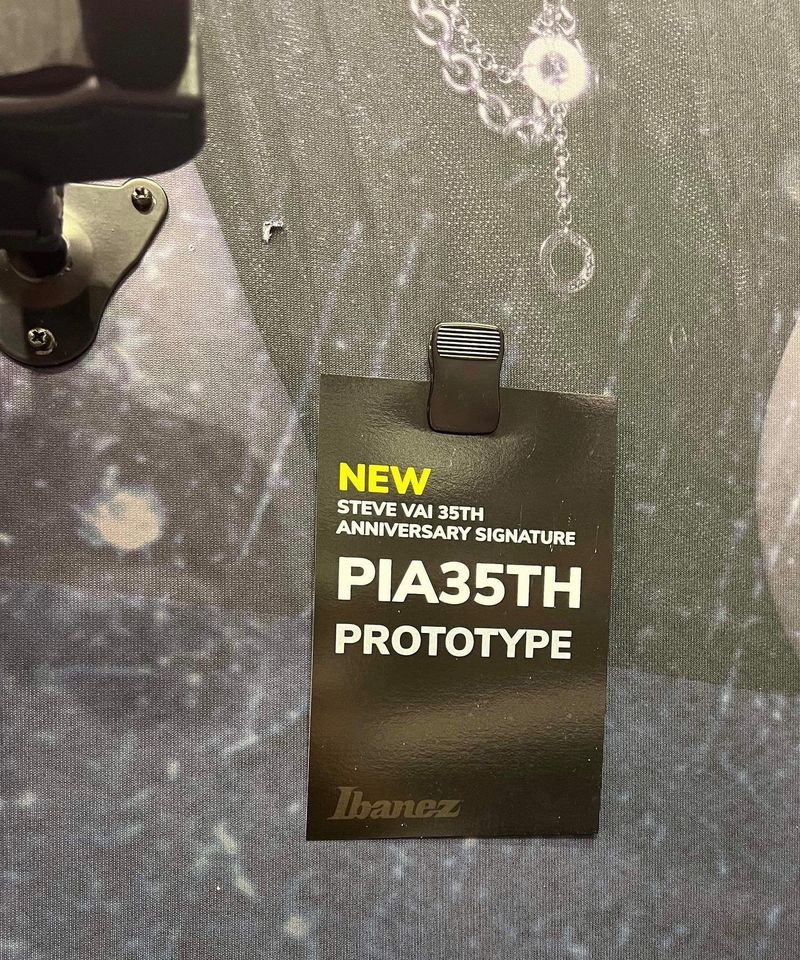 NEW
STEVE VAI 35TH
ANNIVERSARY SIGNATURE
PIA35TH
PROTOTYPE
Ibanez